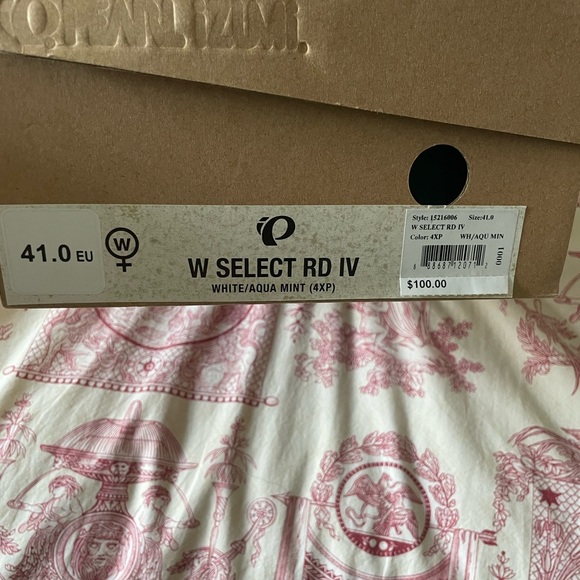 PEARL iZUMi.
41.0 EU
W
W SELECT RD IV
WHITE/AQUA MINT (4XP)
Style: 15216006 Size:41.0
W SELECT RD IV
Color: 4XP WH/AQU MIN
0001
$100.00